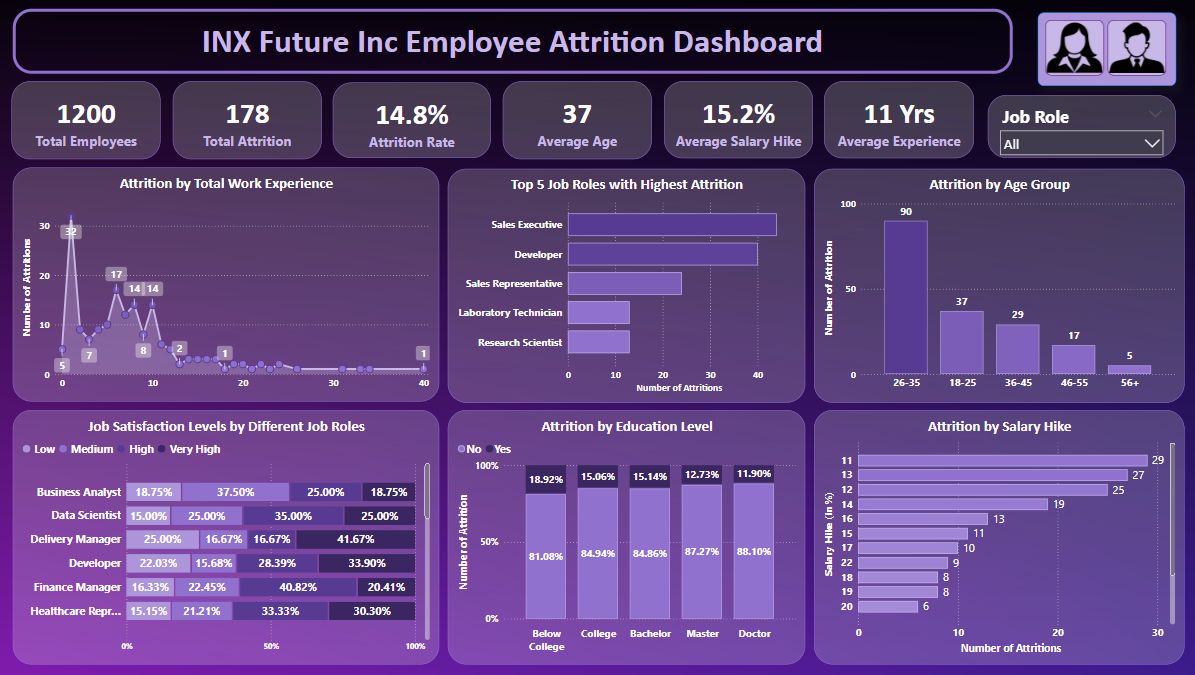 INX Future Inc Employee Attrition Dashboard
1200
Total Employees
178
Total Attrition
14.8%
Attrition Rate
37
Average Age
15.2%
Average Salary Hike
11 Yrs
Average Experience
Job Role
All
Attrition by Total Work Experience
Number of Attritions
30
20
10
0
32
5
7
17
14
8
14
2
1
1
0 10 20 30 40
Top 5 Job Roles with Highest Attrition
Sales Executive
Developer
Sales Representative
Laboratory Technician
Research Scientist
0 10 20 30 40
Number of Attritions
Attrition by Age Group
Number of Attrition
100
50
0
90
37
29
17
5
26-35 18-25 36-45 46-55 56+
Job Satisfaction Levels by Different Job Roles
Low Medium High Very High
Business Analyst 18.75% 37.50% 25.00% 18.75%
Data Scientist 15.00% 25.00% 35.00% 25.00%
Delivery Manager 25.00% 16.67% 16.67% 41.67%
Developer 22.03% 15.68% 28.39% 33.90%
Finance Manager 16.33% 22.45% 40.82% 20.41%
Healthcare Repr... 15.15% 21.21% 33.33% 30.30%
0% 50% 100%
Attrition by Education Level
No Yes
Number of Attrition
100%
50%
0%
18.92% 15.06% 15.14% 12.73% 11.90%
81.08% 84.94% 84.86% 87.27% 88.10%
Below College College Bachelor Master Doctor
Attrition by Salary Hike
Salary Hike (in %)
11 29
13 27
12 25
14 19
16 13
15 11
17 10
22 9
18 8
19 8
20 6
0 10 20 30
Number of Attritions